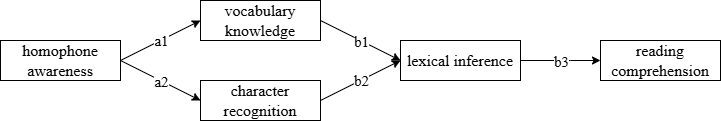 homophone
awareness
a1
a2
vocabulary
knowledge
character
recognition
b1
b2
lexical inference
b3
reading
comprehension